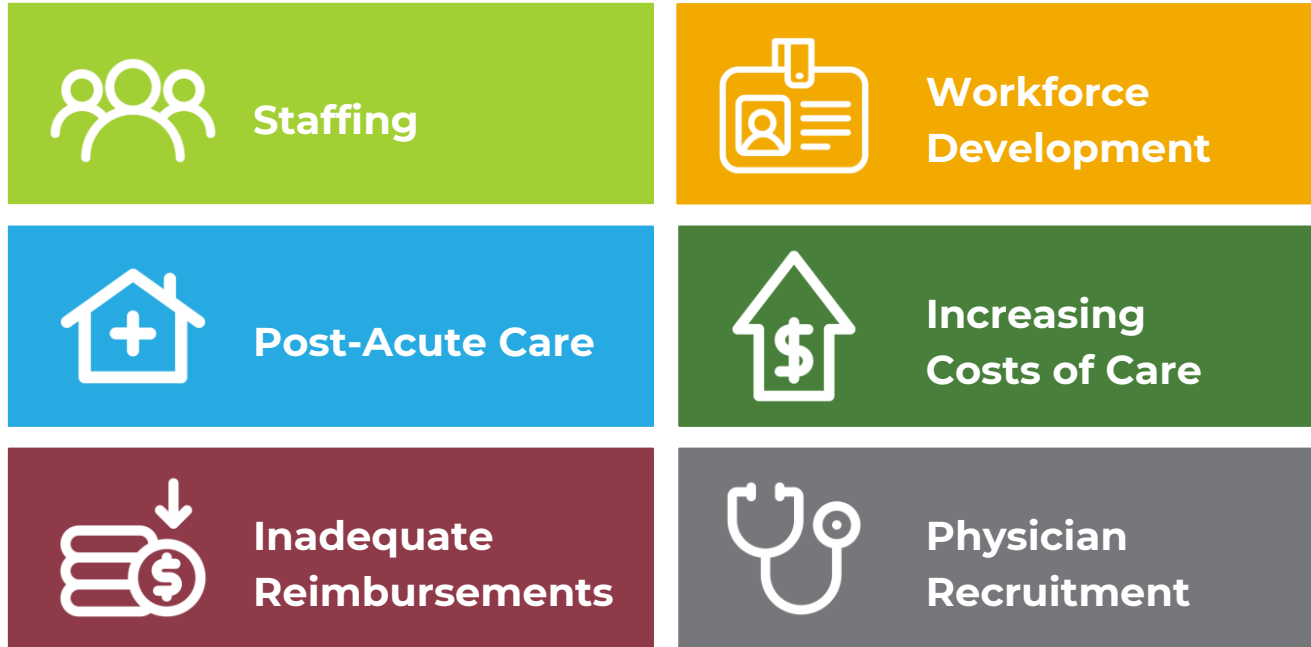 Staffing
Workforce
Development
Post-Acute Care
Increasing
Costs of Care
$
Inadequate
Reimbursements
$
Physician
Recruitment